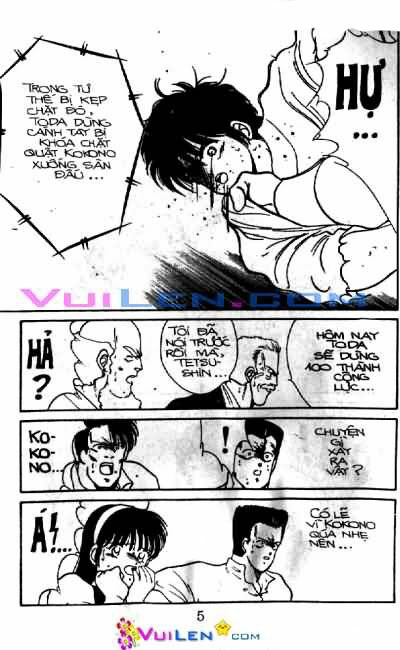 TRONG TƯ
THẾ BỊ KẸP
CHẶT ĐÓ,
TODA DÙNG
CÁNH TAY BỊ
KHÓA CHẶT
QUẬT KOKONO
XUỐNG SÂN
ĐẤU...
HỰ
...
VUILEN.COM
HẢ
?
TÔI ĐÃ
NÓI TRƯỚC
RỒI MÀ,
TETSU-
SHIN...
HÔM NAY
TODA
SẼ DÙNG
100 THÀNH
CÔNG
LỰC...
KO-
KO-
NO...
!
CHUYỆN
GÌ
XẢY
RA
VẬY?
Á!...
CÓ LẼ
VÌ KOKONO
QUÁ NHẸ
NÊN...
5
VUILEN.COM